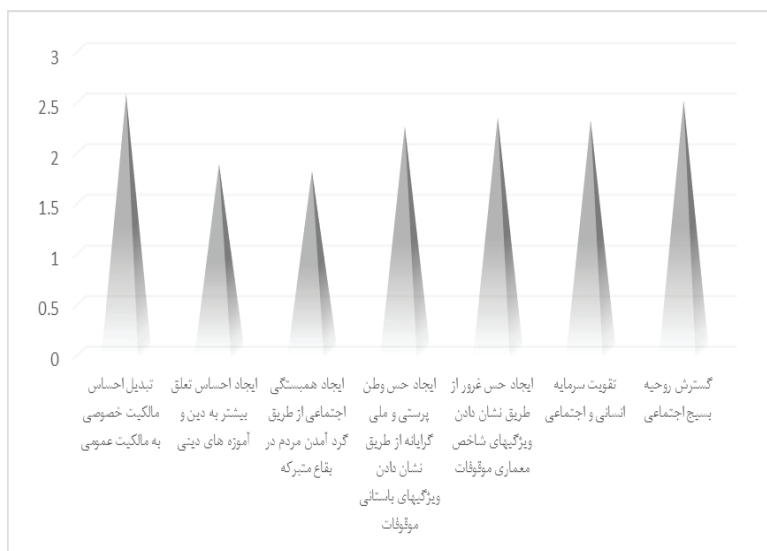 3
2.5
2
1.5
1
0.5
0
تبدیل احساس
مالکیت خصوصی
به مالکیت عمومی
ایجاد احساس تعلق
بیشتر به دین و
آموزه های دینی
ایجاد همبستگی
اجتماعی از طریق
گرد آمدن مردم در
بقاع متبرکه
ایجاد حس وطن
پرستی و ملی
گرایانه از طریق
نشان دادن
ویژگیهای باستانی
موقوفات
ایجاد حس غرور از
طریق نشان دادن
ویژگیهای شاخص
معماری موقوفات
تقویت سرمایه
انسانی و اجتماعی
گسترش روحیه
بسیج اجتماعی